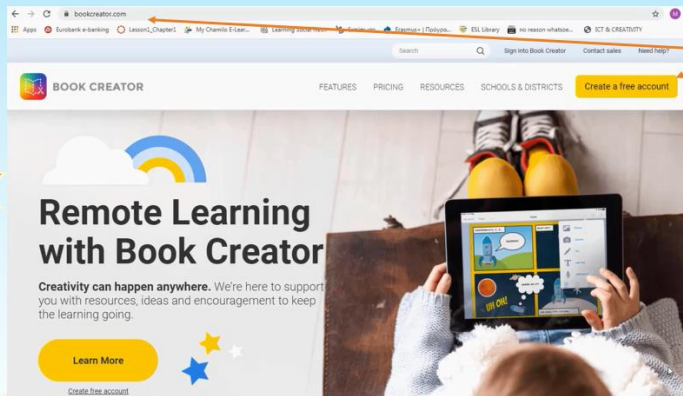 bookcreator.com
Apps Eurobank e-banking Lesson1_Chapter1 My Chamilo E-Lear... Erasmus+ | Πρόγρα... ESL Library no reason whatsoe... ICT & CREATIVITY
Search Sign into Book Creator Contact sales Need help?
BOOK CREATOR FEATURES PRICING RESOURCES SCHOOLS & DISTRICTS Create a free account
Remote Learning
with Book Creator
Creativity can happen anywhere. We're here to support
you with resources, ideas and encouragement to keep
the learning going.
Learn More
Create free account
UH OH!